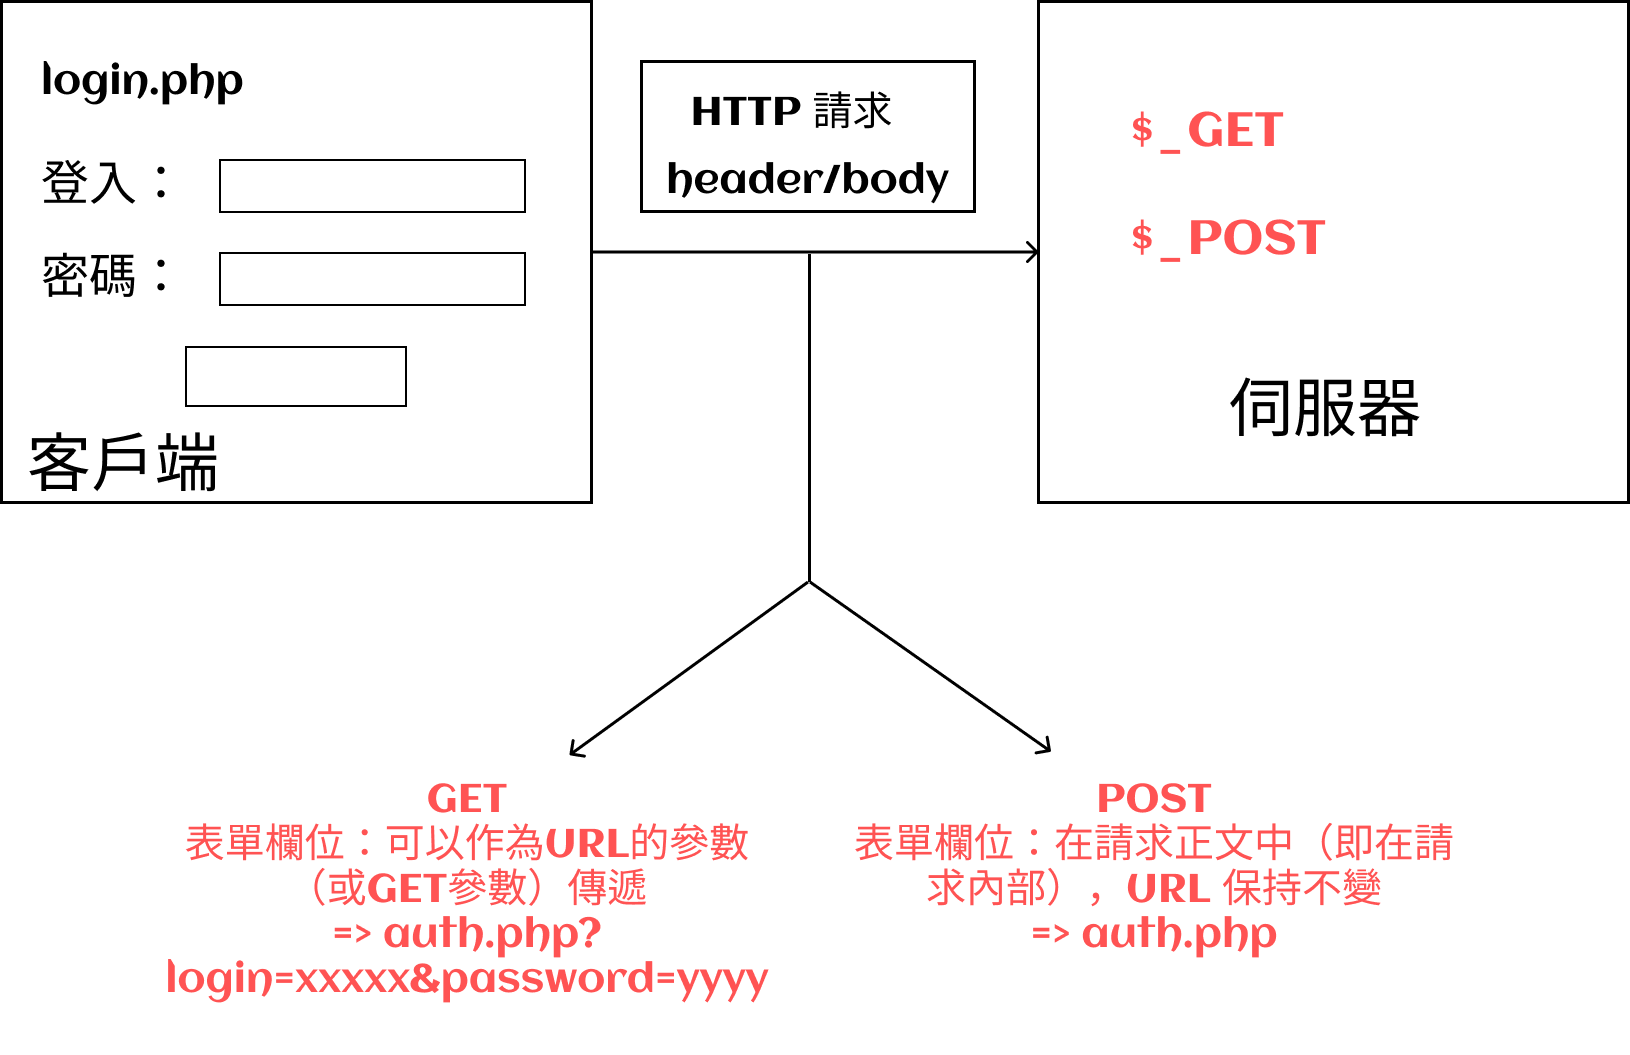 login.php
登入：
密碼：
客戶端
HTTP 請求
header/body
$_GET
$_POST
伺服器
GET
表單欄位：可以作為URL的參數
（或GET參數）傳遞
=> auth.php?
login=xxxxx&password=yyyy
POST
表單欄位：在請求正文中（即在請
求內部），URL 保持不變
=> auth.php